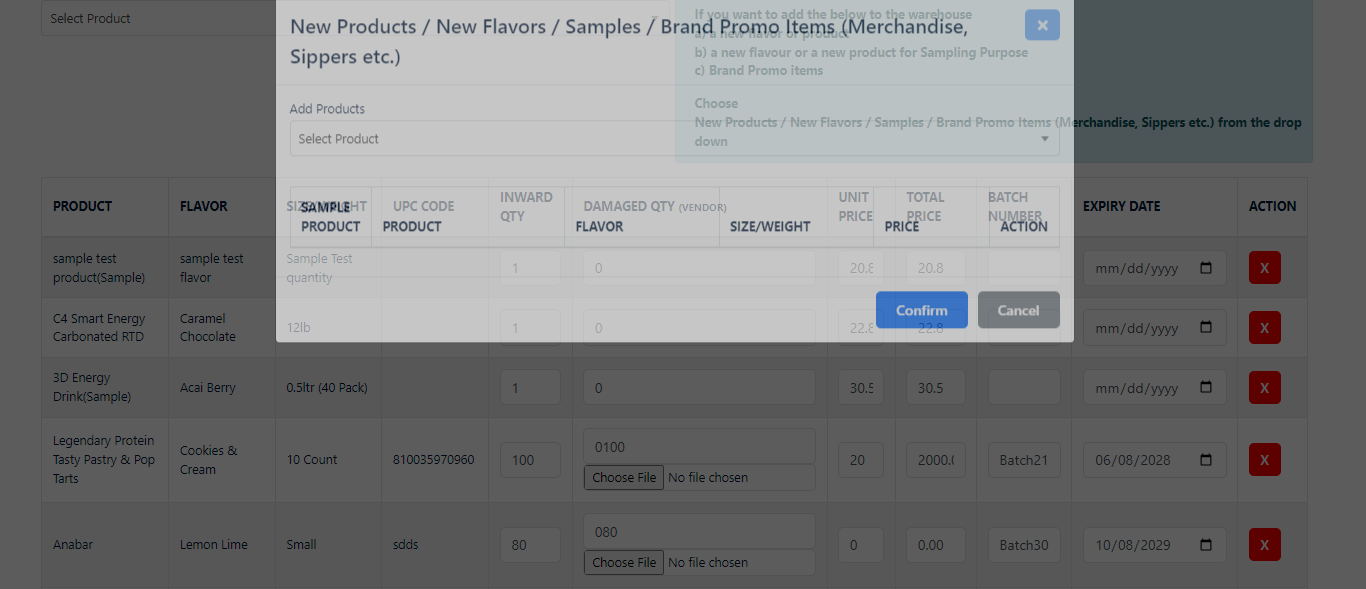 Select Product
New Products / New Flavors / Samples / Brand Promo Items (Merchandise,
Sippers etc.)
×
If you want to add the below to the warehouse
a) a new flavor or product
b) a new flavour or a new product for Sampling Purpose
c) Brand Promo items
Choose
New Products / New Flavors / Samples / Brand Promo Items (Merchandise, Sippers etc.) from the drop
down
Add Products
Select Product
SAMPLE PRODUCT
PRODUCT
FLAVOR
SIZE/WEIGHT
PRICE
ACTION
Confirm
Cancel
PRODUCT
FLAVOR
SIZE/WEIGHT
UPC CODE
INWARD QTY
DAMAGED QTY (VENDOR)
UNIT PRICE
TOTAL PRICE
BATCH NUMBER
EXPIRY DATE
ACTION
sample test product(Sample)
sample test flavor
Sample Test quantity
1
0
20.8
20.8
mm/dd/yyyy
X
C4 Smart Energy Carbonated RTD
Caramel Chocolate
12lb
1
0
22.8
22.8
mm/dd/yyyy
X
3D Energy Drink(Sample)
Acai Berry
0.5ltr (40 Pack)
1
0
30.5
30.5
mm/dd/yyyy
X
Legendary Protein Tasty Pastry & Pop Tarts
Cookies & Cream
10 Count
810035970960
100
0100
Choose File No file chosen
20
2000.0
Batch21
06/08/2028
X
Anabar
Lemon Lime
Small
sdds
80
080
Choose File No file chosen
0
0.00
Batch30
10/08/2029
X